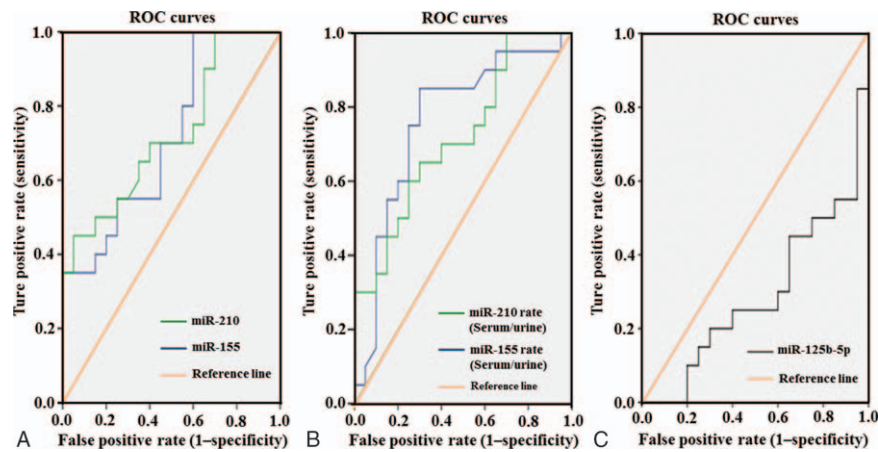 ROC curves
1.0
0.8
0.6
0.4
0.2
0.0
Ture positive rate (sensitivity)
miR-210
miR-155
Reference line
0.0 0.2 0.4 0.6 0.8 1.0
False positive rate (1–specificity)
A
ROC curves
1.0
0.8
0.6
0.4
0.2
0.0
Ture positive rate (sensitivity)
miR-210 rate
(Serum/urine)
miR-155 rate
(Serum/urine)
Reference line
0.0 0.2 0.4 0.6 0.8 1.0
False positive rate (1–specificity)
B
ROC curves
1.0
0.8
0.6
0.4
0.2
0.0
Ture positive rate (sensitivity)
miR-125b-5p
Reference line
0.0 0.2 0.4 0.6 0.8 1.0
False positive rate (1–specificity)
C